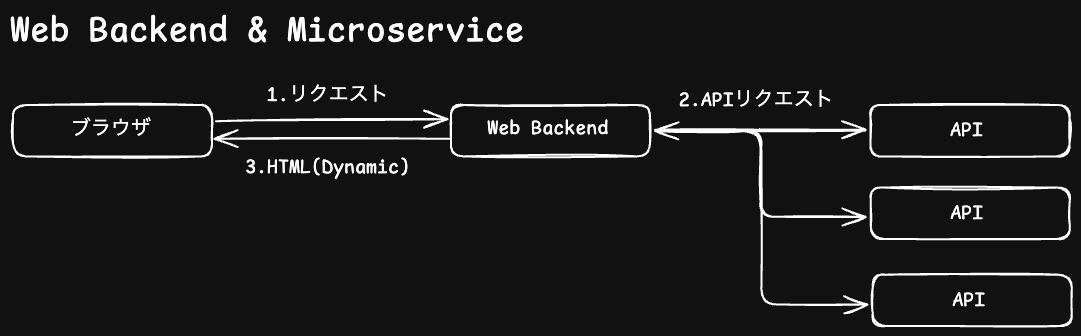 Web Backend & Microservice
1.リクエスト
2.APIリクエスト
ブラウザ
Web Backend
API
3.HTML(Dynamic)
API
API